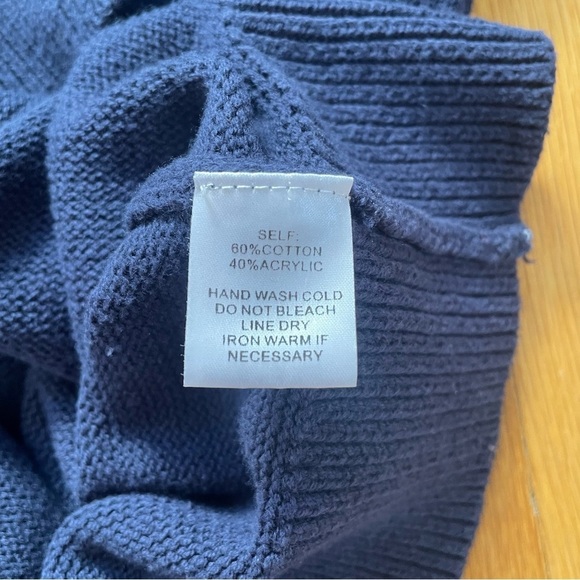 SELF:
60%COTTON
40%ACRYLIC
HAND WASH COLD
DO NOT BLEACH
LINE DRY
IRON WARM IF
NECESSARY